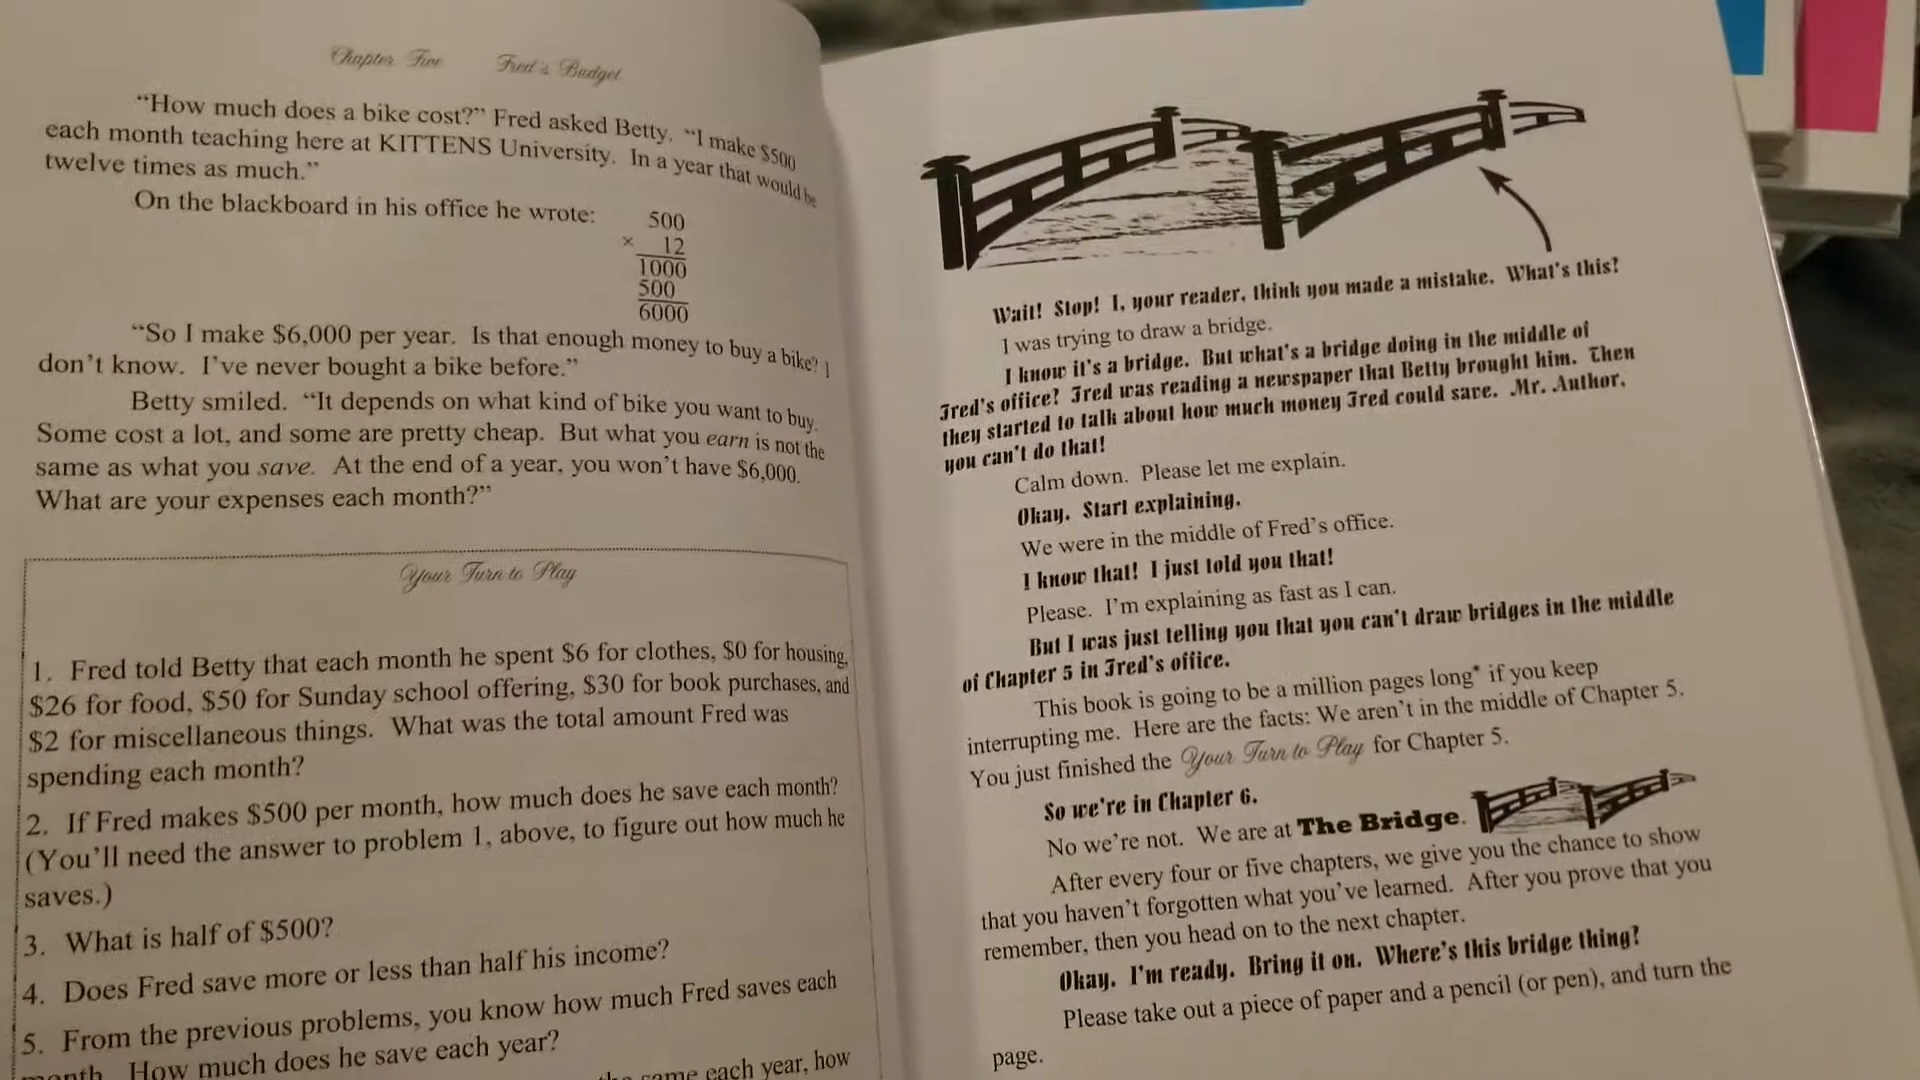 Chapter Five Fred's Budget
“How much does a bike cost?” Fred asked Betty. “I make $500
each month teaching here at KITTENS University. In a year that would be
twelve times as much.”
On the blackboard in his office he wrote:
500
× 12
1000
500
6000
“So I make $6,000 per year. Is that enough money to buy a bike? I
don’t know. I’ve never bought a bike before.”
Betty smiled. “It depends on what kind of bike you want to buy.
Some cost a lot, and some are pretty cheap. But what you earn is not the
same as what you save. At the end of a year, you won’t have $6,000.
What are your expenses each month?”
Your Turn to Play
1. Fred told Betty that each month he spent $6 for clothes, $0 for housing,
$26 for food, $50 for Sunday school offering, $30 for book purchases, and
$2 for miscellaneous things. What was the total amount Fred was
spending each month?
2. If Fred makes $500 per month, how much does he save each month?
(You’ll need the answer to problem 1, above, to figure out how much he
saves.)
3. What is half of $500?
4. Does Fred save more or less than half his income?
5. From the previous problems, you know how much Fred saves each
month. How much does he save each year?
same each year, how
Wait! Stop! I, your reader, think you made a mistake. What's this!
I was trying to draw a bridge.
I know it's a bridge. But what's a bridge doing in the middle of
Fred's office? Fred was reading a newspaper that Betty brought him. Then
they started to talk about how much money Fred could save. Mr. Author,
you can't do that!
Calm down. Please let me explain.
Okay. Start explaining.
We were in the middle of Fred’s office.
I know that! I just told you that!
Please. I’m explaining as fast as I can.
But I was just telling you that you can't draw bridges in the middle
of Chapter 5 in Fred's office.
This book is going to be a million pages long* if you keep
interrupting me. Here are the facts: We aren’t in the middle of Chapter 5.
You just finished the Your Turn to Play for Chapter 5.
So we're in Chapter 6.
No we’re not. We are at The Bridge.
After every four or five chapters, we give you the chance to show
that you haven’t forgotten what you’ve learned. After you prove that you
remember, then you head on to the next chapter.
Okay. I'm ready. Bring it on. Where's this bridge thing?
Please take out a piece of paper and a pencil (or pen), and turn the
page.